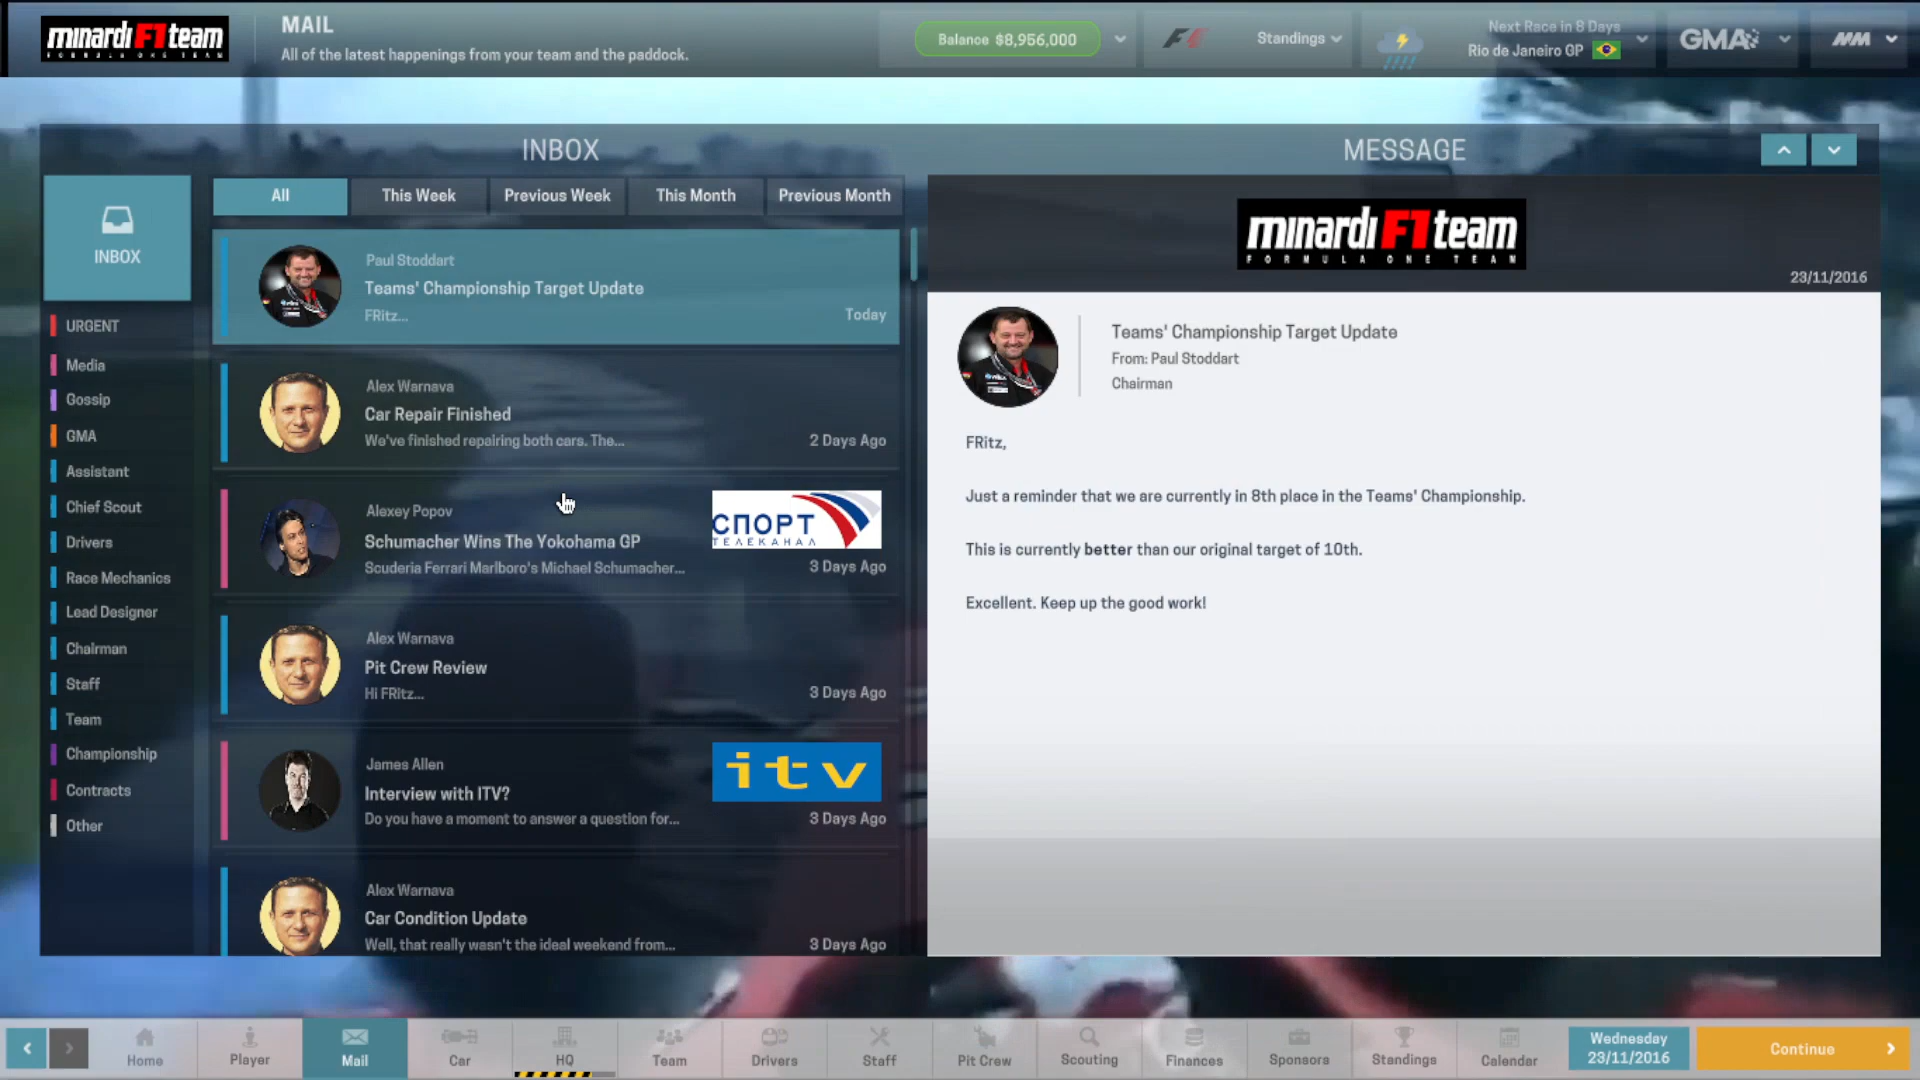 minardi F1 team
FORMULA ONE TEAM
MAIL
All of the latest happenings from your team and the paddock.
Balance $8,956,000
Standings
Next Race in 8 Days
Rio de Janeiro GP
GMA
INBOX
MESSAGE
INBOX
All
This Week
Previous Week
This Month
Previous Month
URGENT
Media
Gossip
GMA
Assistant
Chief Scout
Drivers
Race Mechanics
Lead Designer
Chairman
Staff
Team
Championship
Contracts
Other
Paul Stoddart
Teams' Championship Target Update
FRitz...
Today
Alex Warnava
Car Repair Finished
We've finished repairing both cars. The...
2 Days Ago
Alexey Popov
Schumacher Wins The Yokohama GP
Scuderia Ferrari Marlboro's Michael Schumacher...
СПОРТ
ТЕЛЕКАНАЛ
3 Days Ago
Alex Warnava
Pit Crew Review
Hi FRitz...
3 Days Ago
James Allen
Interview with ITV?
Do you have a moment to answer a question for...
itv
3 Days Ago
Alex Warnava
Car Condition Update
Well, that really wasn't the ideal weekend from...
3 Days Ago
minardi F1 team
FORMULA ONE TEAM
23/11/2016
Teams' Championship Target Update
From: Paul Stoddart
Chairman
FRitz,
Just a reminder that we are currently in 8th place in the Teams' Championship.
This is currently better than our original target of 10th.
Excellent. Keep up the good work!
Home
Player
Mail
Car
HQ
Team
Drivers
Staff
Pit Crew
Scouting
Finances
Sponsors
Standings
Calendar
Wednesday
23/11/2016
Continue